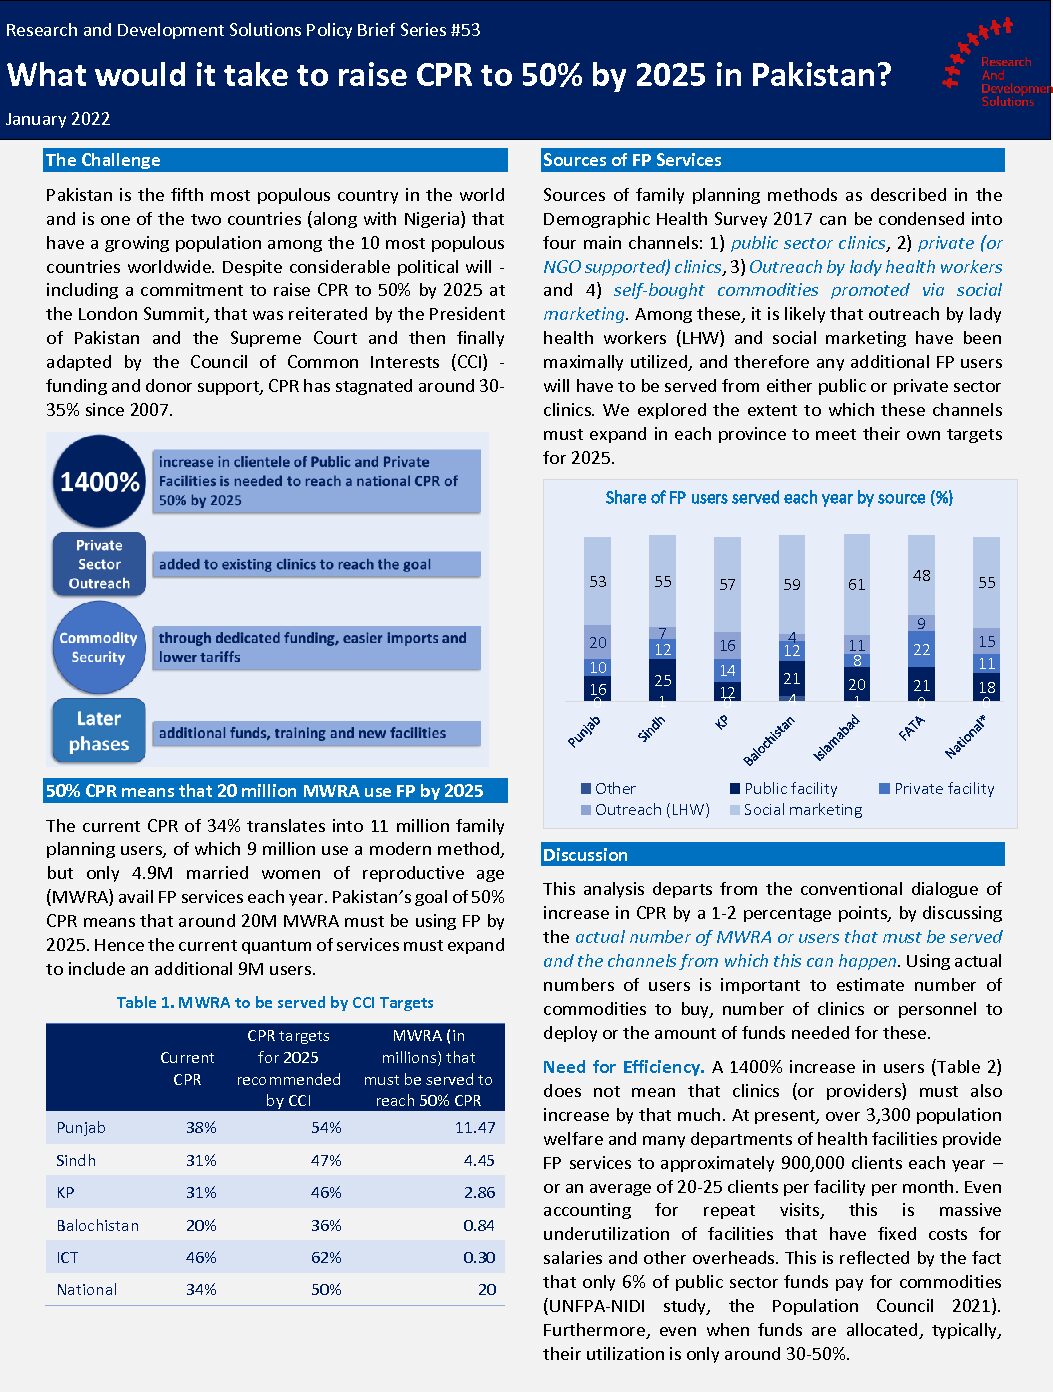 Research and Development Solutions Policy Brief Series #53
What would it take to raise CPR to 50% by 2025 in Pakistan?
January 2022
Research
And
Developmen
Solutions
The Challenge
Pakistan is the fifth most populous country in the world
and is one of the two countries (along with Nigeria) that
have a growing population among the 10 most populous
countries worldwide. Despite considerable political will -
including a commitment to raise CPR to 50% by 2025 at
the London Summit, that was reiterated by the President
of Pakistan and the Supreme Court and then finally
adapted by the Council of Common Interests (CCI) -
funding and donor support, CPR has stagnated around 30-
35% since 2007.
1400%
increase in clientele of Public and Private
Facilities is needed to reach a national CPR of
50% by 2025
Private
Sector
Outreach
added to existing clinics to reach the goal
Commodity
Security
through dedicated funding, easier imports and
lower tariffs
Later
phases
additional funds, training and new facilities
50% CPR means that 20 million MWRA use FP by 2025
The current CPR of 34% translates into 11 million family
planning users, of which 9 million use a modern method,
but only 4.9M married women of reproductive age
(MWRA) avail FP services each year. Pakistan's goal of 50%
CPR means that around 20M MWRA must be using FP by
2025. Hence the current quantum of services must expand
to include an additional 9M users.
Table 1. MWRA to be served by CCI Targets
Current CPR | CPR targets for 2025 recommended by CCI | MWRA (in millions) that must be served to reach 50% CPR
Punjab 38% 54% 11.47
Sindh 31% 47% 4.45
KP 31% 46% 2.86
Balochistan 20% 36% 0.84
ICT 46% 62% 0.30
National 34% 50% 20
Sources of FP Services
Sources of family planning methods as described in the
Demographic Health Survey 2017 can be condensed into
four main channels: 1) public sector clinics, 2) private (or
NGO supported) clinics, 3) Outreach by lady health workers
and 4) self-bought commodities promoted via social
marketing. Among these, it is likely that outreach by lady
health workers (LHW) and social marketing have been
maximally utilized, and therefore any additional FP users
will have to be served from either public or private sector
clinics. We explored the extent to which these channels
must expand in each province to meet their own targets
for 2025.
Share of FP users served each year by source (%)
53 55 57 59 61 48 55
20 7 16 4 11 9 15
10 12 14 12 8 22 11
16 25 12 21 20 21 18
0 1 0 4 1 0 0
Punjab Sindh KP Balochistan Islamabad FATA National*
Other Public facility Private facility
Outreach (LHW) Social marketing
Discussion
This analysis departs from the conventional dialogue of
increase in CPR by a 1-2 percentage points, by discussing
the actual number of MWRA or users that must be served
and the channels from which this can happen. Using actual
numbers of users is important to estimate number of
commodities to buy, number of clinics or personnel to
deploy or the amount of funds needed for these.
Need for Efficiency. A 1400% increase in users (Table 2)
does not mean that clinics (or providers) must also
increase by that much. At present, over 3,300 population
welfare and many departments of health facilities provide
FP services to approximately 900,000 clients each year –
or an average of 20-25 clients per facility per month. Even
accounting for repeat visits, this is massive
underutilization of facilities that have fixed costs for
salaries and other overheads. This is reflected by the fact
that only 6% of public sector funds pay for commodities
(UNFPA-NIDI study, the Population Council 2021).
Furthermore, even when funds are allocated, typically,
their utilization is only around 30-50%.